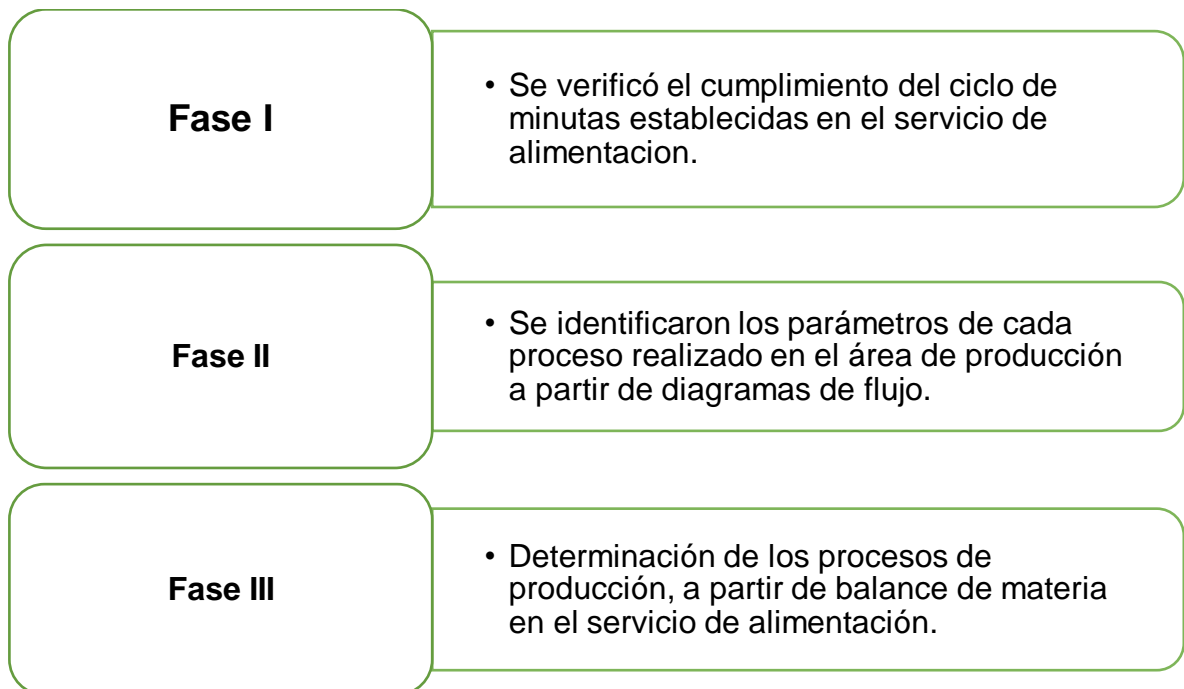 Fase I
• Se verificó el cumplimiento del ciclo de
minutas establecidas en el servicio de
alimentacion.
Fase II
• Se identificaron los parámetros de cada
proceso realizado en el área de producción
a partir de diagramas de flujo.
Fase III
• Determinación de los procesos de
producción, a partir de balance de materia
en el servicio de alimentación.